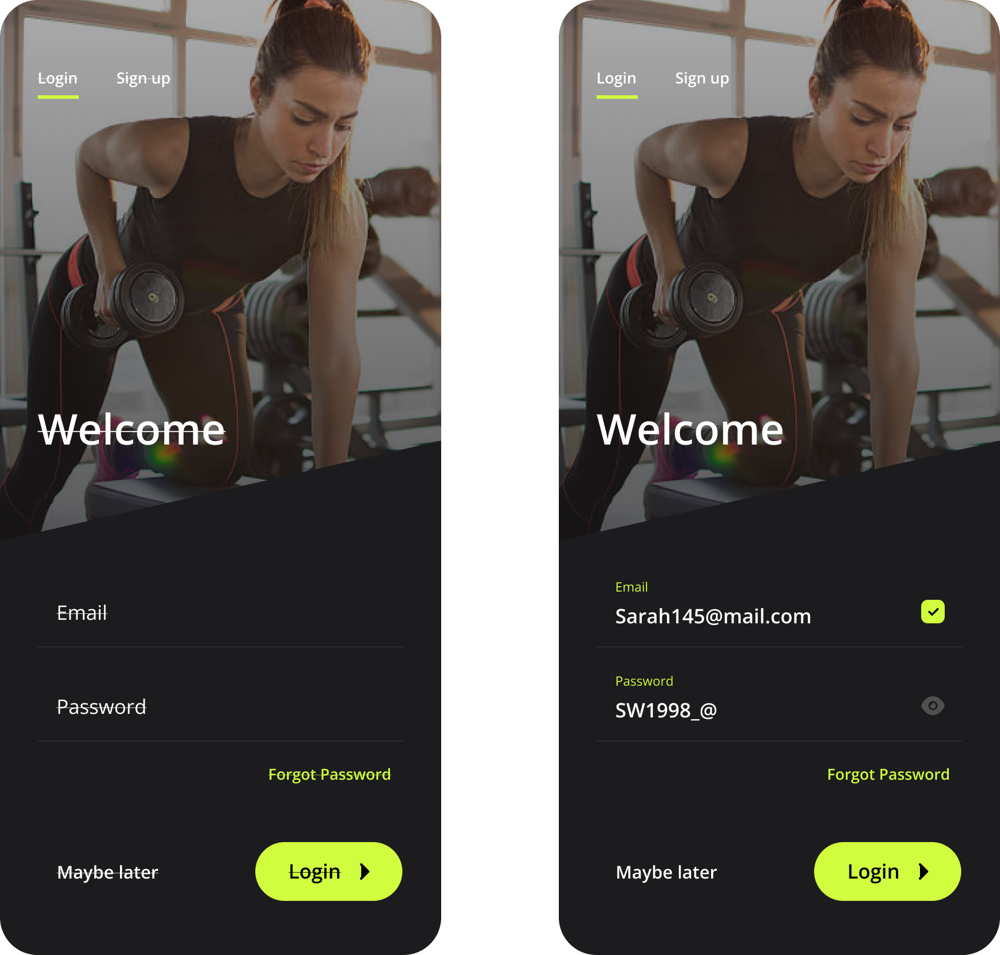 Login Sign up
Welcome
Email
Password
Forgot Password
Maybe later Login
Login Sign up
Welcome
Email
Sarah145@mail.com
Password
SW1998_@
Forgot Password
Maybe later Login